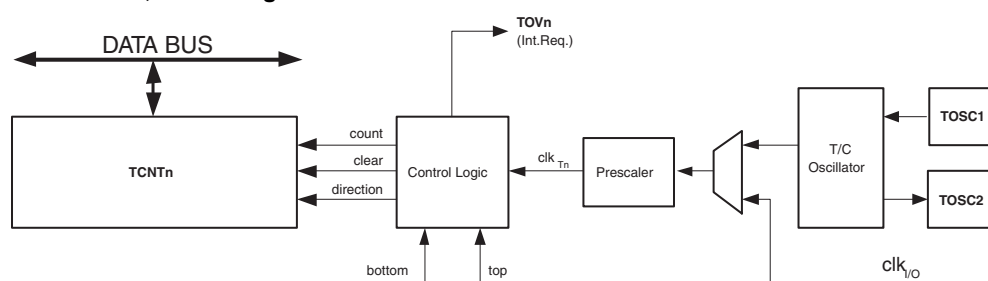 TOVn
(Int.Req.)
DATA BUS
TCNTn
count
clear
direction
Control Logic
clk Tn
Prescaler
T/C
Oscillator
TOSC1
TOSC2
bottom
top
clkI/O